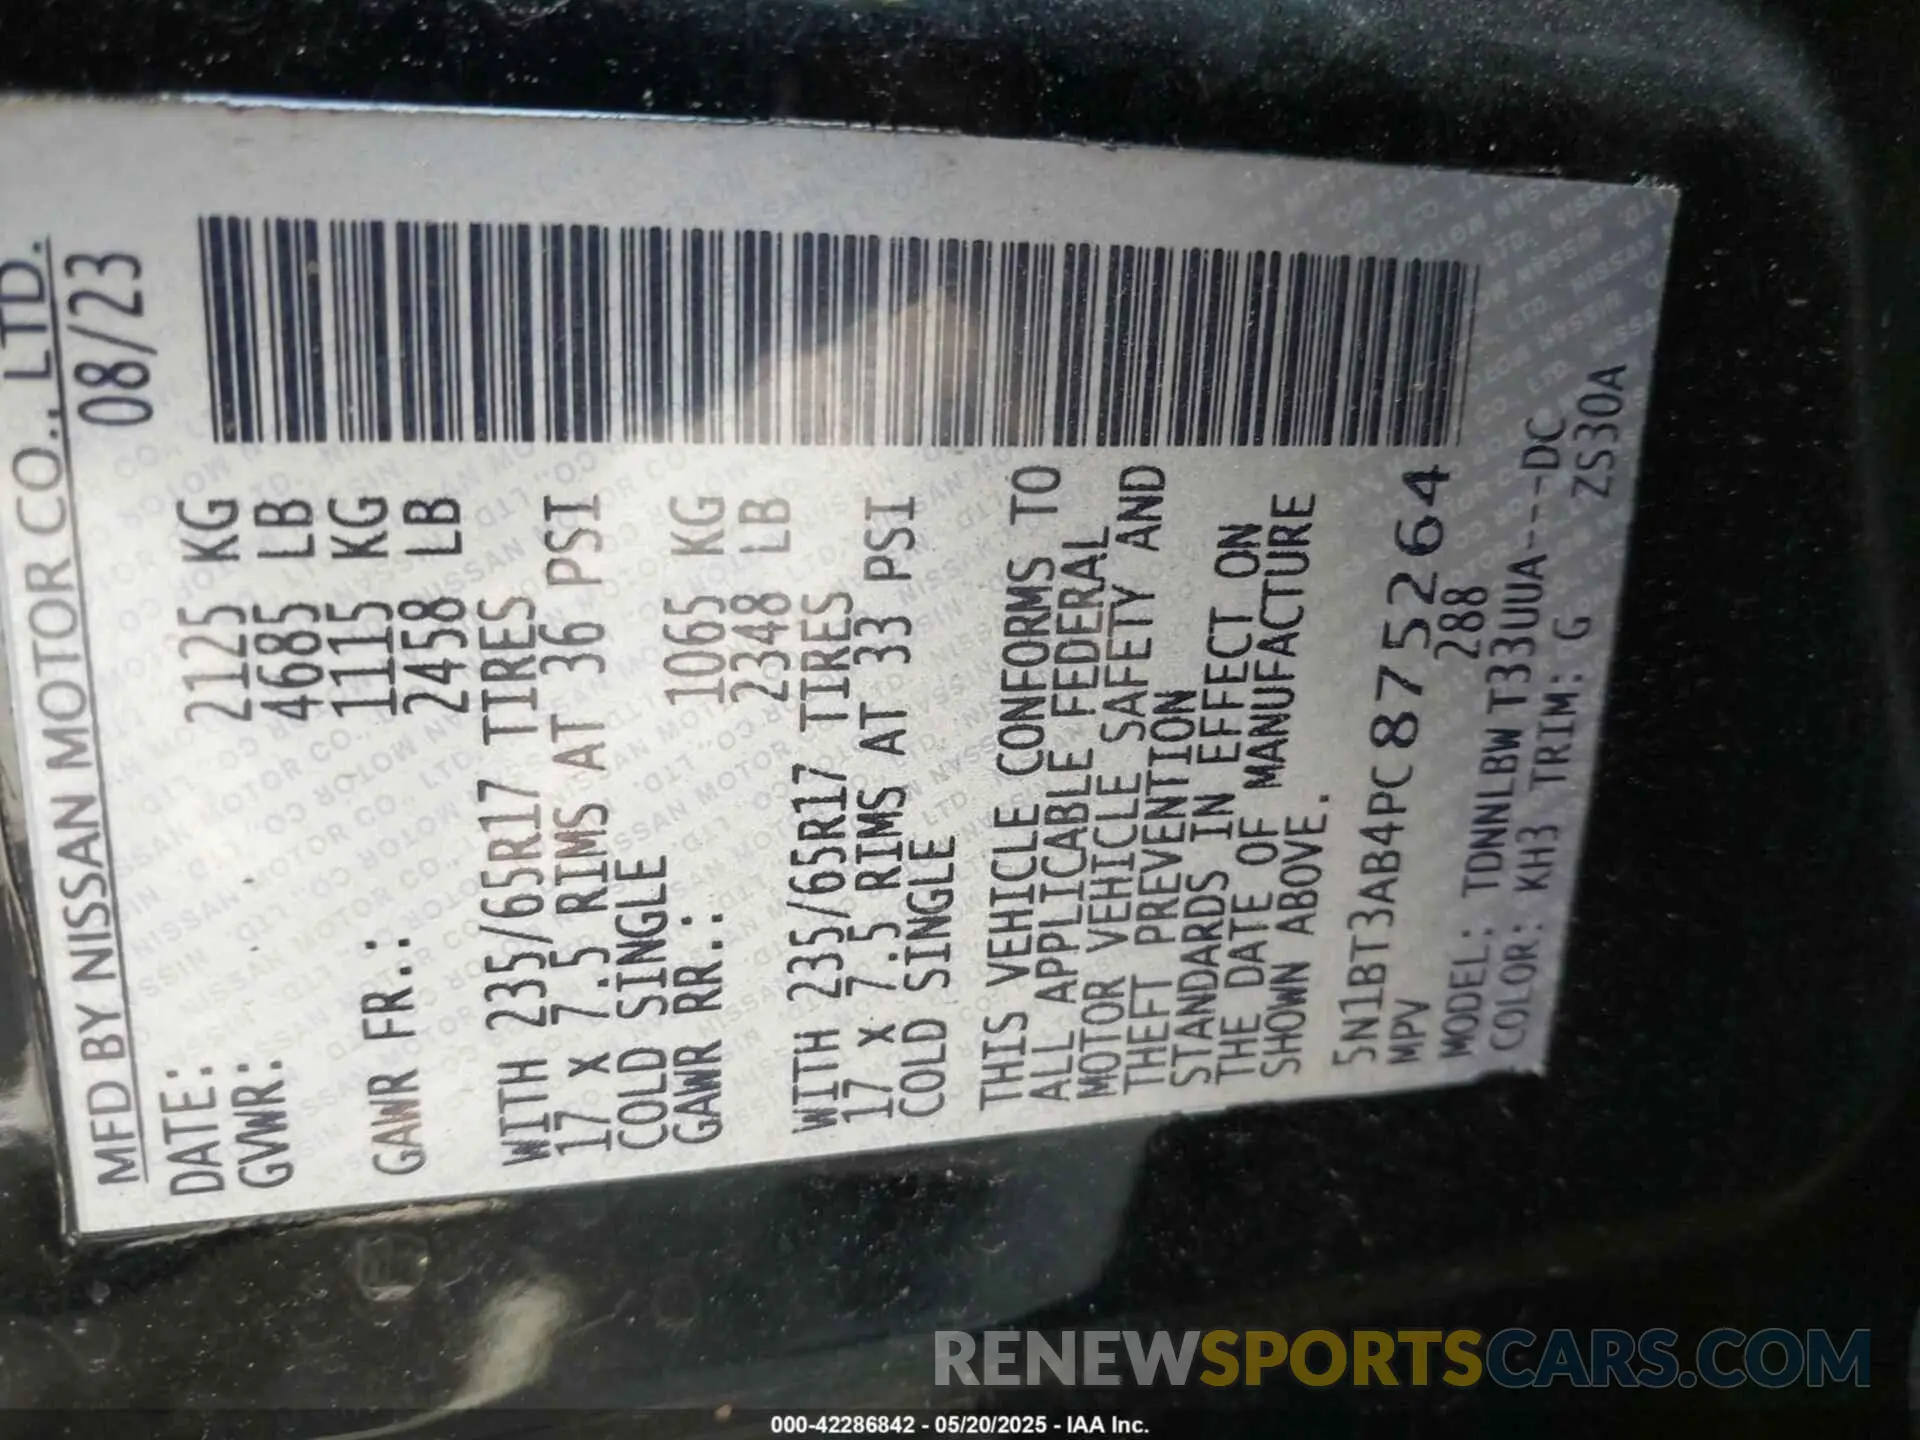 MFD BY NISSAN MOTOR CO., LTD.
DATE: 08/23
GVWR: 2125 KG
4685 LB
GAWR FR.: 1115 KG
2458 LB
WITH 235/65R17 TIRES
17 X 7.5 RIMS AT 36 PSI
COLD SINGLE
GAWR RR.: 1065 KG
2348 LB
WITH 235/65R17 TIRES
17 X 7.5 RIMS AT 33 PSI
COLD SINGLE
THIS VEHICLE CONFORMS TO
ALL APPLICABLE FEDERAL
MOTOR VEHICLE SAFETY AND
THEFT PREVENTION
STANDARDS IN EFFECT ON
THE DATE OF MANUFACTURE
SHOWN ABOVE.
5N1BT3AB4PC875264
MPV 288
MODEL: TDNNLBW T33UUA----DC
COLOR: KH3 TRIM: G ZS30A
RENEWSPORTSCARS.COM
000-42286842 - 05/20/2025 - IAA Inc.